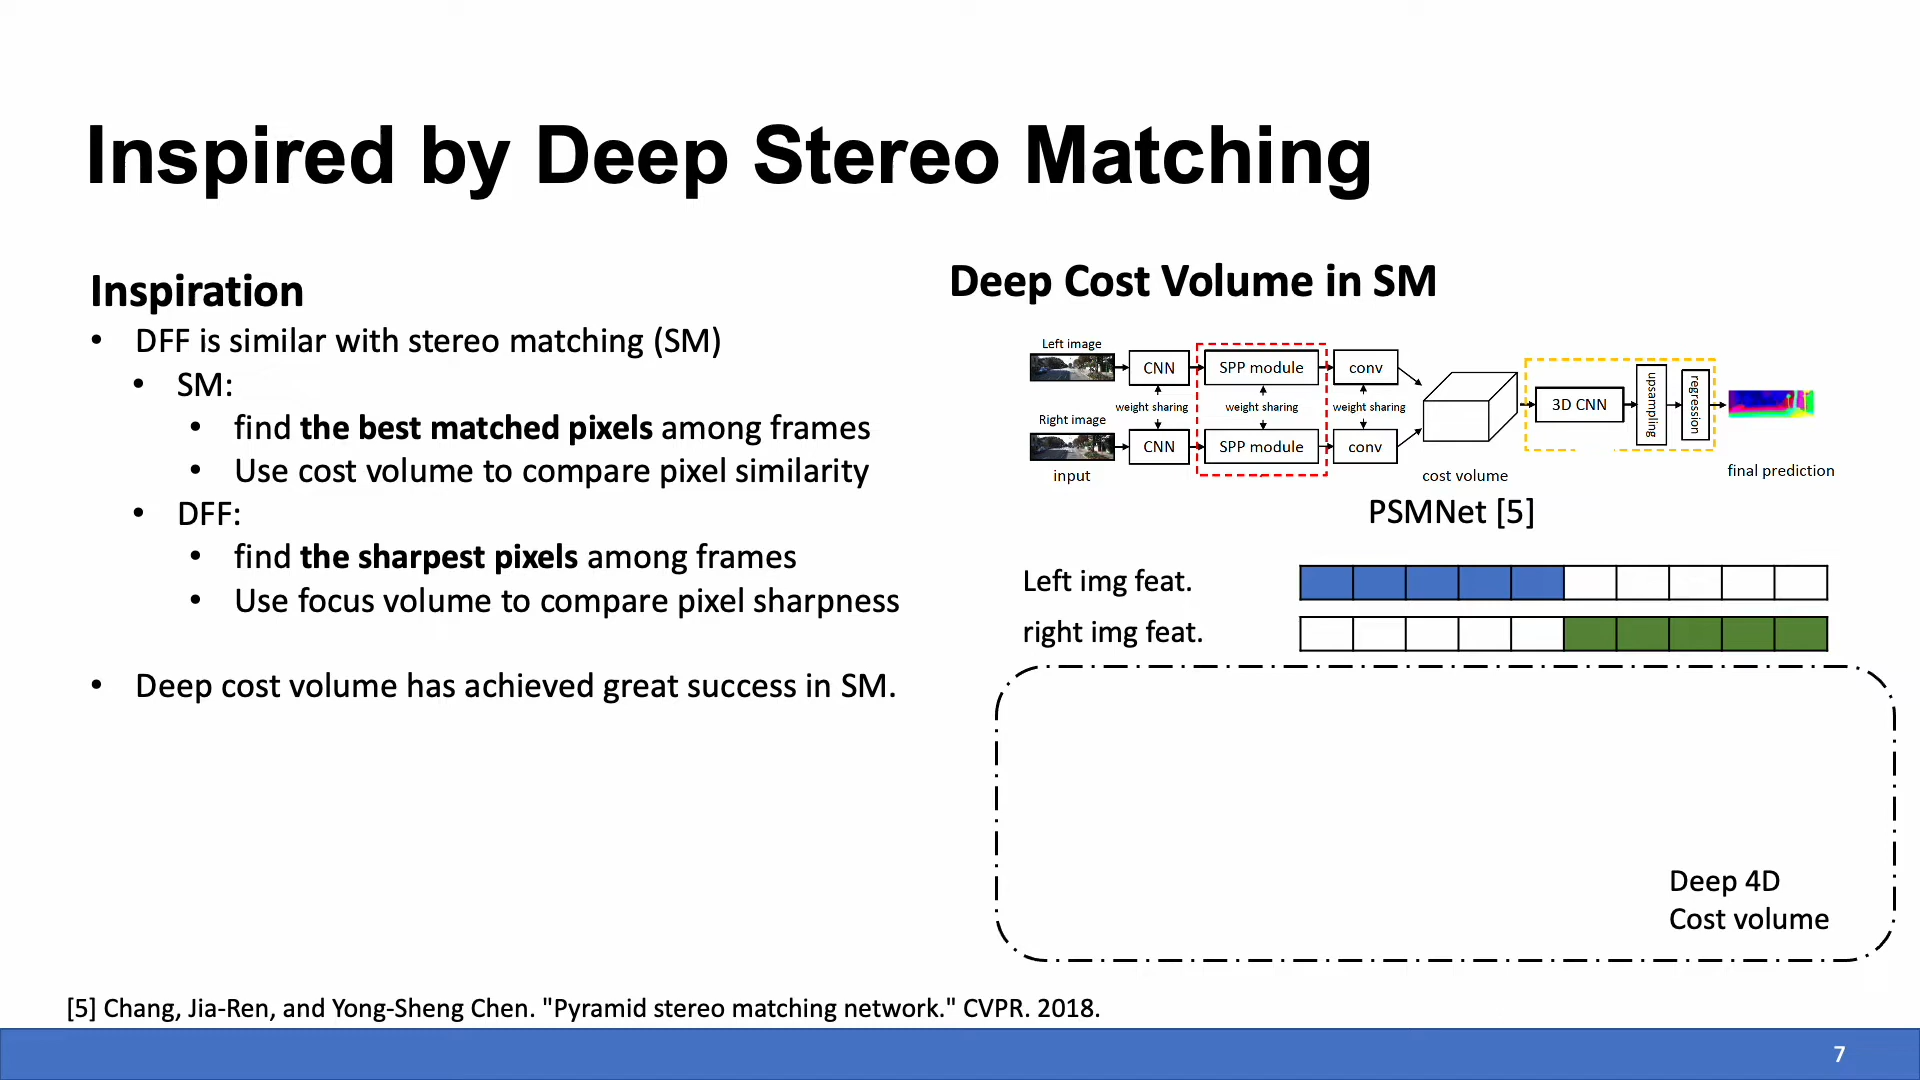 Inspired by Deep Stereo Matching
Inspiration
• DFF is similar with stereo matching (SM)
• SM:
• find the best matched pixels among frames
• Use cost volume to compare pixel similarity
• DFF:
• find the sharpest pixels among frames
• Use focus volume to compare pixel sharpness
• Deep cost volume has achieved great success in SM.
Deep Cost Volume in SM
Left image
CNN
SPP module
conv
weight sharing
weight sharing
weight sharing
Right image
CNN
SPP module
conv
input
cost volume
3D CNN
upsampling
regression
final prediction
PSMNet [5]
Left img feat.
right img feat.
Deep 4D
Cost volume
[5] Chang, Jia-Ren, and Yong-Sheng Chen. "Pyramid stereo matching network." CVPR. 2018.
7